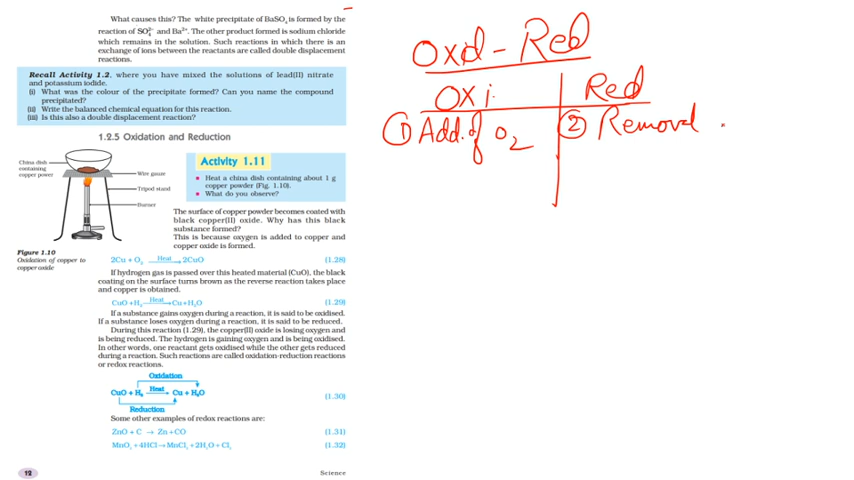 What causes this? The white precipitate of BaSO₄ is formed by the
reaction of SO₄²⁻ and Ba²⁺. The other product formed is sodium chloride
which remains in the solution. Such reactions in which there is an
exchange of ions between the reactants are called double displacement
reactions.
Recall Activity 1.2, where you have mixed the solutions of lead(II) nitrate
and potassium iodide.
(i) What was the colour of the precipitate formed? Can you name the compound
precipitated?
(ii) Write the balanced chemical equation for this reaction.
(iii) Is this also a double displacement reaction?
1.2.5 Oxidation and Reduction
China dish
containing
copper powder
Wire gauze
Tripod stand
Burner
Figure 1.10
Oxidation of copper to
copper oxide
Activity 1.11
• Heat a china dish containing about 1 g
copper powder (Fig. 1.10).
• What do you observe?
The surface of copper powder becomes coated with
black copper(II) oxide. Why has this black
substance formed?
This is because oxygen is added to copper and
copper oxide is formed.
2Cu + O₂ —Heat→ 2CuO (1.28)
If hydrogen gas is passed over this heated material (CuO), the black
coating on the surface turns brown as the reverse reaction takes place
and copper is obtained.
CuO +H₂ —Heat→ Cu+H₂O (1.29)
If a substance gains oxygen during a reaction, it is said to be oxidised.
If a substance loses oxygen during a reaction, it is said to be reduced.
During this reaction (1.29), the copper(II) oxide is losing oxygen and
is being reduced. The hydrogen is gaining oxygen and is being oxidised.
In other words, one reactant gets oxidised while the other gets reduced
during a reaction. Such reactions are called oxidation-reduction reactions
or redox reactions.
Oxidation
CuO + H₂ —Heat→ Cu + H₂O (1.30)
Reduction
Some other examples of redox reactions are:
ZnO + C → Zn + CO (1.31)
MnO₂ + 4HCl → MnCl₂ + 2H₂O + Cl₂ (1.32)
12
Science
Oxd - Red
Oxi. Red
① Add. of O₂ ② Removal